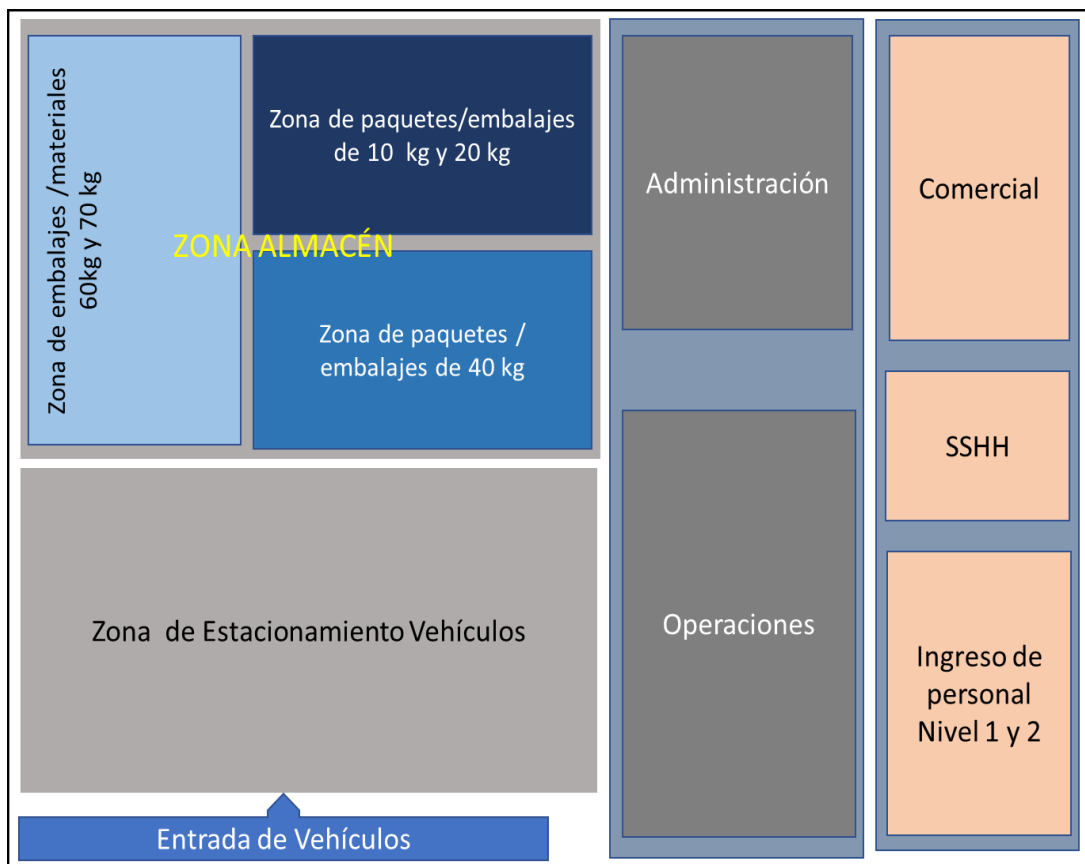 Zona de embalajes /materiales
60kg y 70 kg
Zona de paquetes/embalajes
de 10 kg y 20 kg
ZONA ALMACÉN
Zona de paquetes /
embalajes de 40 kg
Zona de Estacionamiento Vehículos
Entrada de Vehículos
Administración
Operaciones
Comercial
SSHH
Ingreso de
personal
Nivel 1 y 2